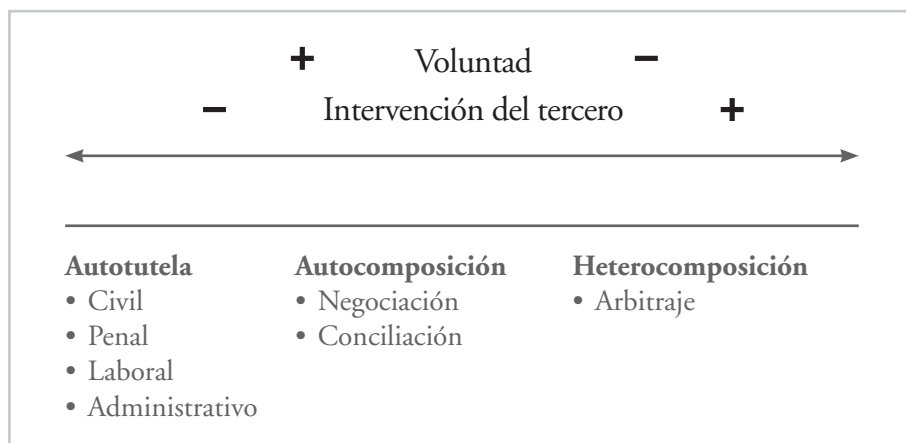 + Voluntad −
− Intervención del tercero +
Autotutela
• Civil
• Penal
• Laboral
• Administrativo
Autocomposición
• Negociación
• Conciliación
Heterocomposición
• Arbitraje